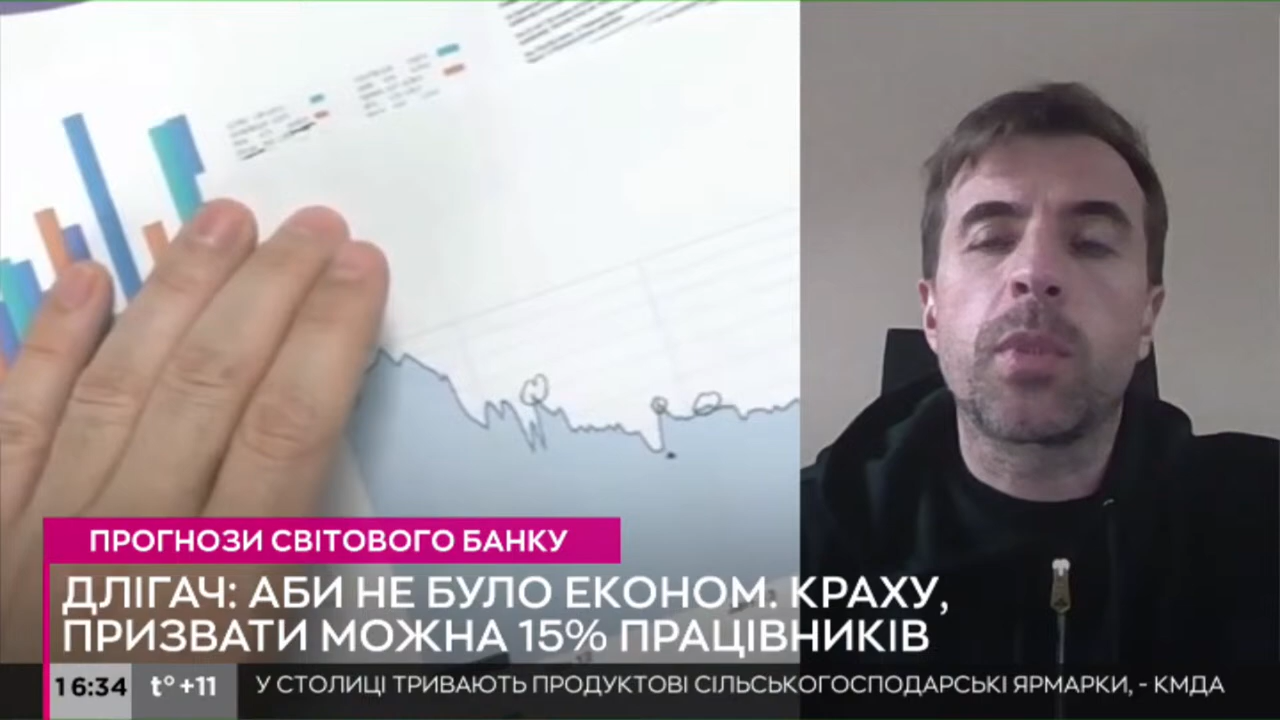 ПРОГНОЗИ СВІТОВОГО БАНКУ
ДЛІГАЧ: АБИ НЕ БУЛО ЕКОНОМ. КРАХУ,
ПРИЗВАТИ МОЖНА 15% ПРАЦІВНИКІВ
16:34 t° +11 У СТОЛИЦІ ТРИВАЮТЬ ПРОДУКТОВІ СІЛЬСЬКОГОСПОДАРСЬКІ ЯРМАРКИ, - КМДА